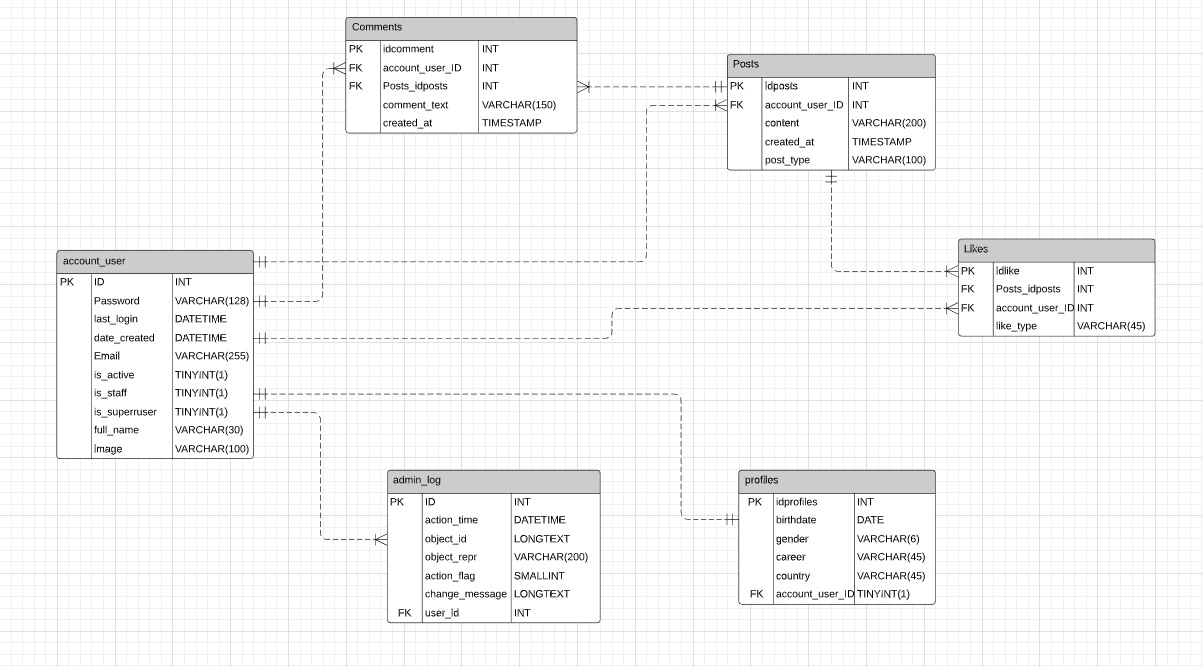 Comments
PK idcomment INT
FK account_user_ID INT
FK Posts_idposts INT
comment_text VARCHAR(150)
created_at TIMESTAMP
Posts
PK idposts INT
FK account_user_ID INT
content VARCHAR(200)
created_at TIMESTAMP
post_type VARCHAR(100)
account_user
PK ID INT
Password VARCHAR(128)
last_login DATETIME
date_created DATETIME
Email VARCHAR(255)
is_active TINYINT(1)
is_staff TINYINT(1)
is_superruser TINYINT(1)
full_name VARCHAR(30)
image VARCHAR(100)
Likes
PK idlike INT
FK Posts_idposts INT
FK account_user_ID INT
like_type VARCHAR(45)
admin_log
PK ID INT
action_time DATETIME
object_id LONGTEXT
object_repr VARCHAR(200)
action_flag SMALLINT
change_message LONGTEXT
FK user_id INT
profiles
PK idprofiles INT
birthdate DATE
gender VARCHAR(6)
career VARCHAR(45)
country VARCHAR(45)
FK account_user_ID TINYINT(1)